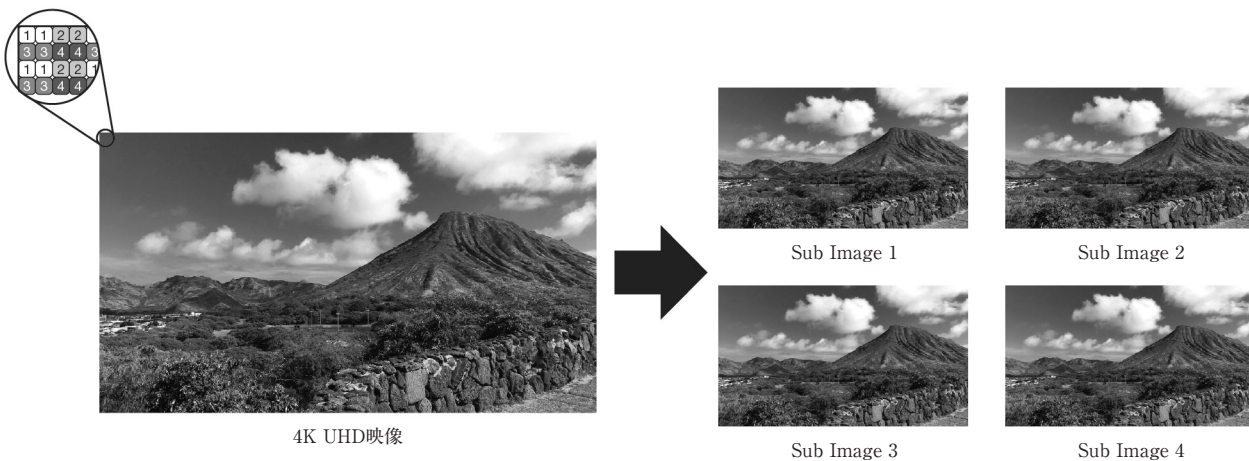 1 1 2 2
3 3 4 4 3
1 1 2 2 1
3 3 4 4
4K UHD映像
Sub Image 1
Sub Image 2
Sub Image 3
Sub Image 4